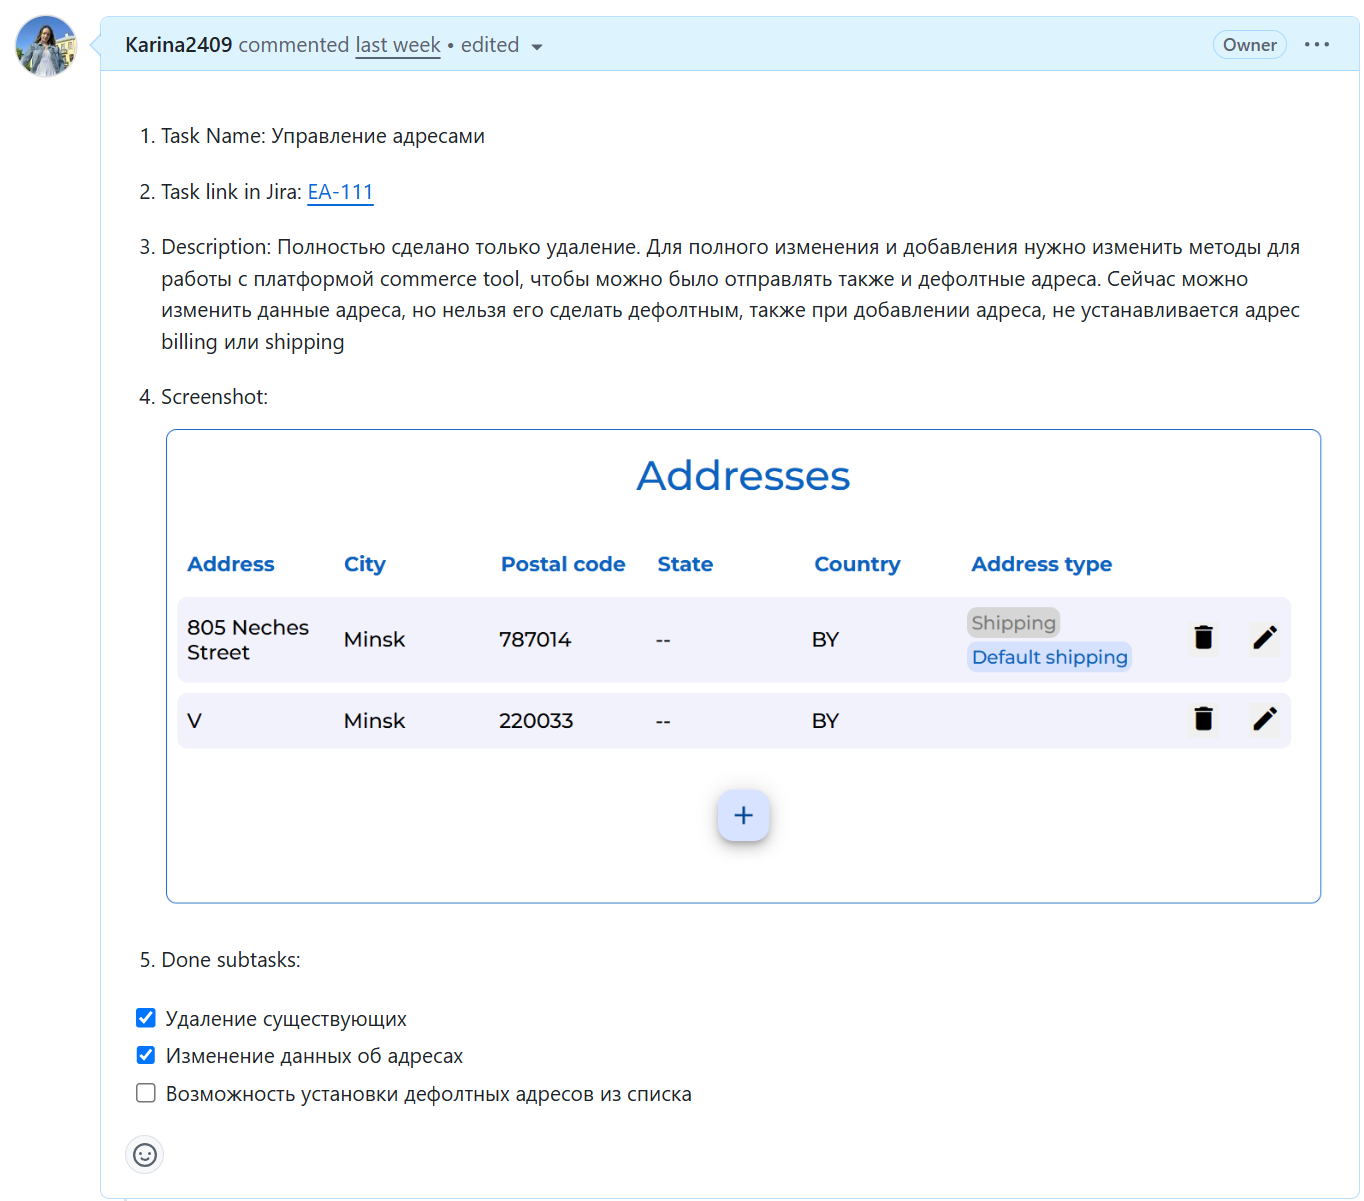 Karina2409 commented last week • edited
Owner
1. Task Name: Управление адресами
2. Task link in Jira: EA-111
3. Description: Полностью сделано только удаление. Для полного изменения и добавления нужно изменить методы для
работы с платформой commerce tool, чтобы можно было отправлять также и дефолтные адреса. Сейчас можно
изменить данные адреса, но нельзя его сделать дефолтным, также при добавлении адреса, не устанавливается адрес
billing или shipping
4. Screenshot:
Addresses
Address City Postal code State Country Address type
805 Neches
Street
Minsk 787014 -- BY
Shipping
Default shipping
V Minsk 220033 -- BY
+
5. Done subtasks:
Удаление существующих
Изменение данных об адресах
Возможность установки дефолтных адресов из списка